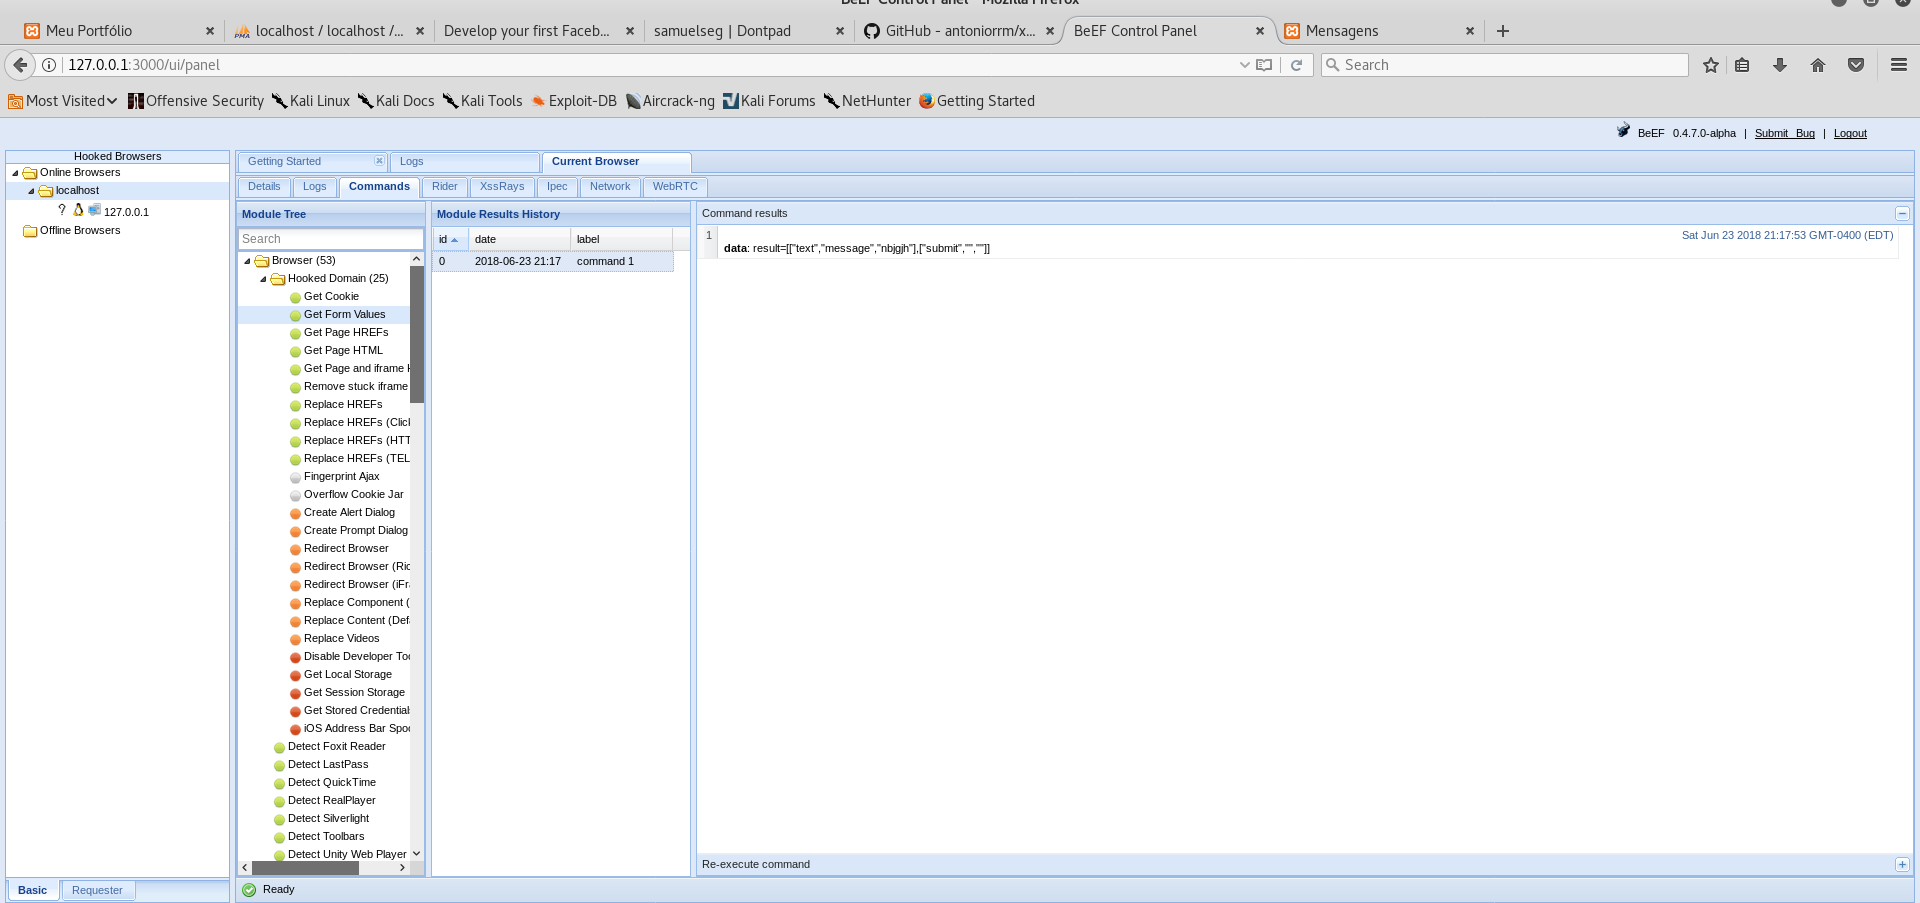 BeEF Control Panel - Mozilla Firefox
Meu Portfólio
localhost / localhost /...
Develop your first Faceb...
samuelseg | Dontpad
GitHub - antoniorrm/x...
BeEF Control Panel
Mensagens
127.0.0.1:3000/ui/panel
Search
Most Visited
Offensive Security
Kali Linux
Kali Docs
Kali Tools
Exploit-DB
Aircrack-ng
Kali Forums
NetHunter
Getting Started
BeEF 0.4.7.0-alpha | Submit Bug | Logout
Hooked Browsers
Online Browsers
localhost
? 127.0.0.1
Offline Browsers
Getting Started
Logs
Current Browser
Details
Logs
Commands
Rider
XssRays
Ipec
Network
WebRTC
Module Tree
Search
Browser (53)
Hooked Domain (25)
Get Cookie
Get Form Values
Get Page HREFs
Get Page HTML
Get Page and iframe H
Remove stuck iframe
Replace HREFs
Replace HREFs (Click
Replace HREFs (HTT
Replace HREFs (TEL
Fingerprint Ajax
Overflow Cookie Jar
Create Alert Dialog
Create Prompt Dialog
Redirect Browser
Redirect Browser (Ric
Redirect Browser (iFra
Replace Component (
Replace Content (Defa
Replace Videos
Disable Developer Too
Get Local Storage
Get Session Storage
Get Stored Credentials
iOS Address Bar Spoo
Detect Foxit Reader
Detect LastPass
Detect QuickTime
Detect RealPlayer
Detect Silverlight
Detect Toolbars
Detect Unity Web Player
Module Results History
id date label
0 2018-06-23 21:17 command 1
Command results
1
Sat Jun 23 2018 21:17:53 GMT-0400 (EDT)
data: result=[["text","message","nbjgjh"],["submit","",""]]
Re-execute command
Basic
Requester
Ready